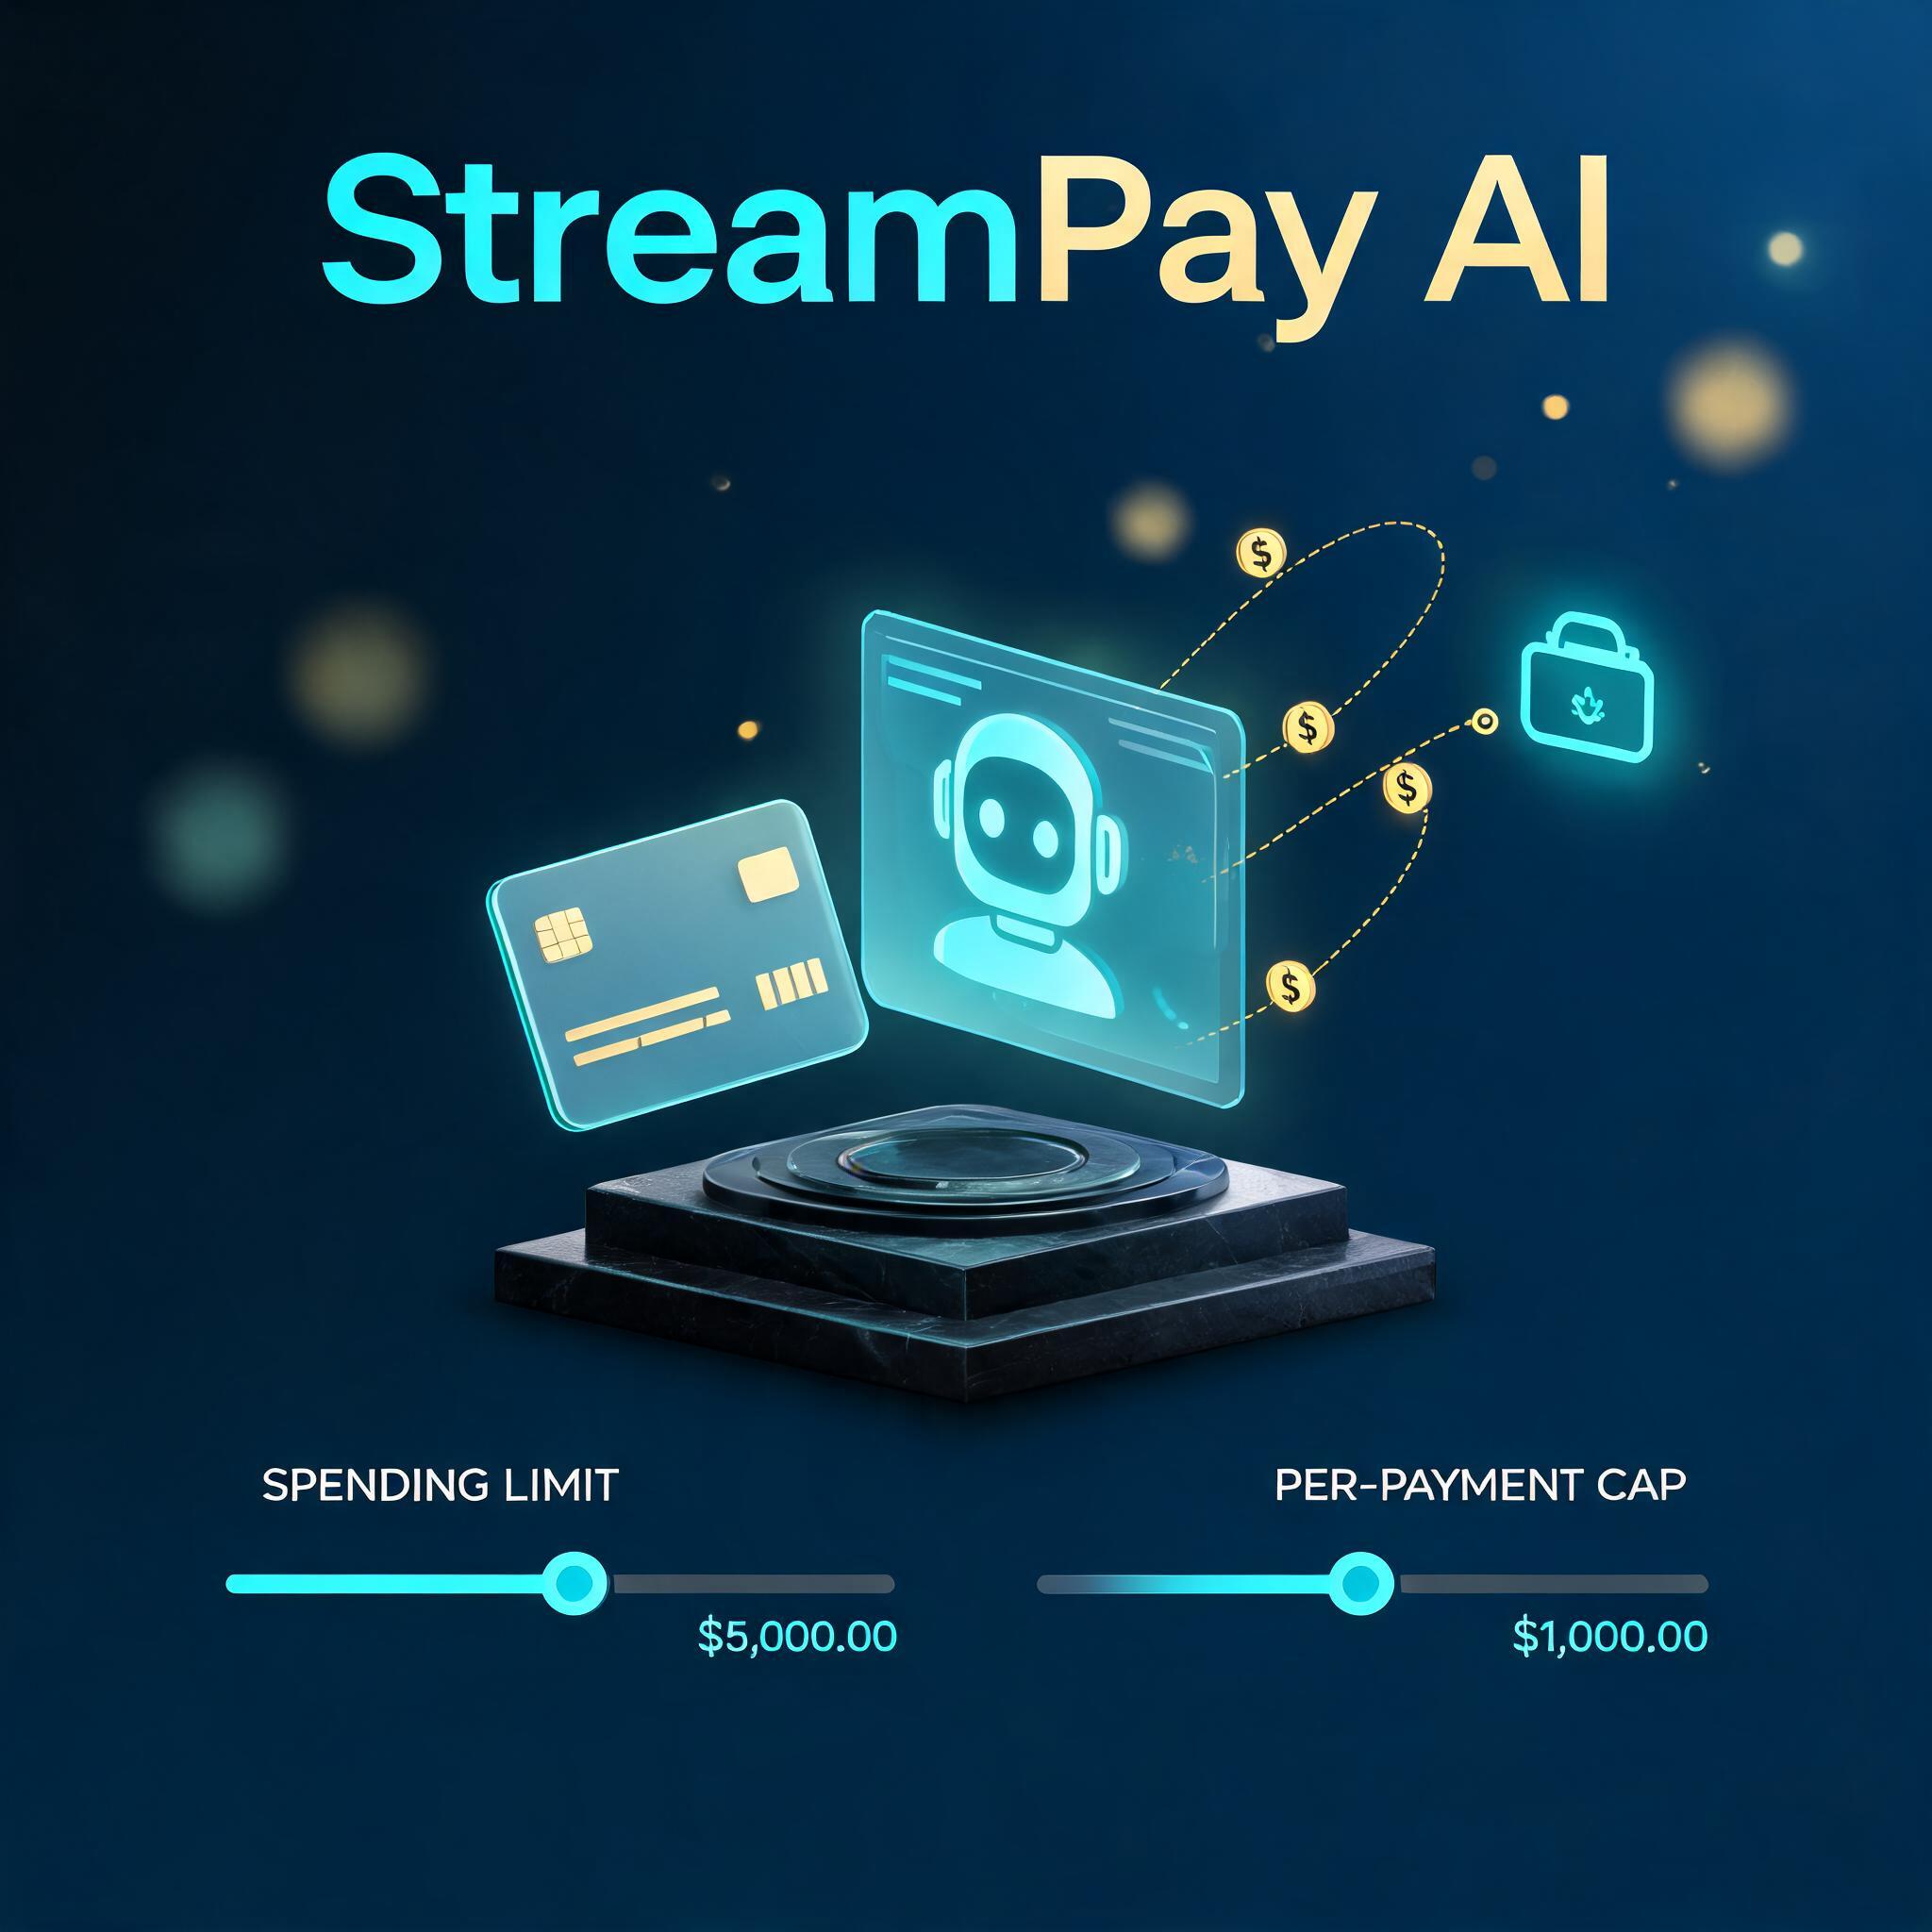 StreamPay AI
$
$
$
$
SPENDING LIMIT
PER-PAYMENT CAP
$5,000.00
$1,000.00